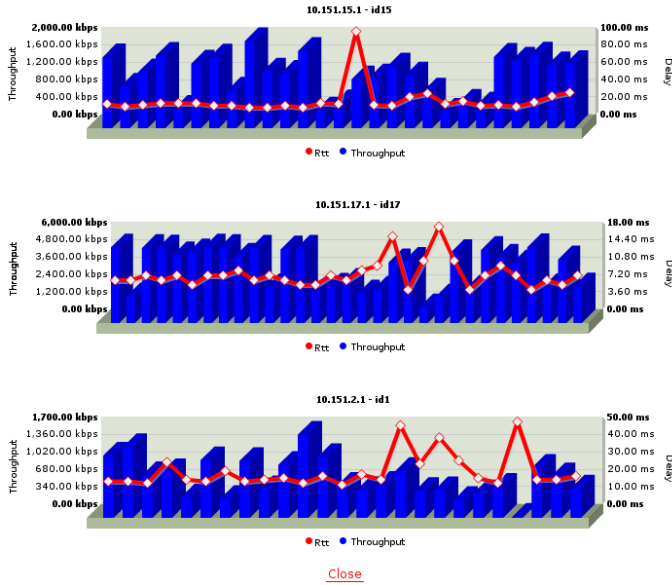 10.151.15.1 - id15
2,000.00 kbps
1,600.00 kbps
1,200.00 kbps
800.00 kbps
400.00 kbps
0.00 kbps
Throughput
100.00 ms
80.00 ms
60.00 ms
40.00 ms
20.00 ms
0.00 ms
Delay
Rtt Throughput
10.151.17.1 - id17
6,000.00 kbps
4,800.00 kbps
3,600.00 kbps
2,400.00 kbps
1,200.00 kbps
0.00 kbps
Throughput
18.00 ms
14.40 ms
10.80 ms
7.20 ms
3.60 ms
0.00 ms
Delay
Rtt Throughput
10.151.2.1 - id1
1,700.00 kbps
1,360.00 kbps
1,020.00 kbps
680.00 kbps
340.00 kbps
0.00 kbps
Throughput
50.00 ms
40.00 ms
30.00 ms
20.00 ms
10.00 ms
0.00 ms
Delay
Rtt Throughput
Close